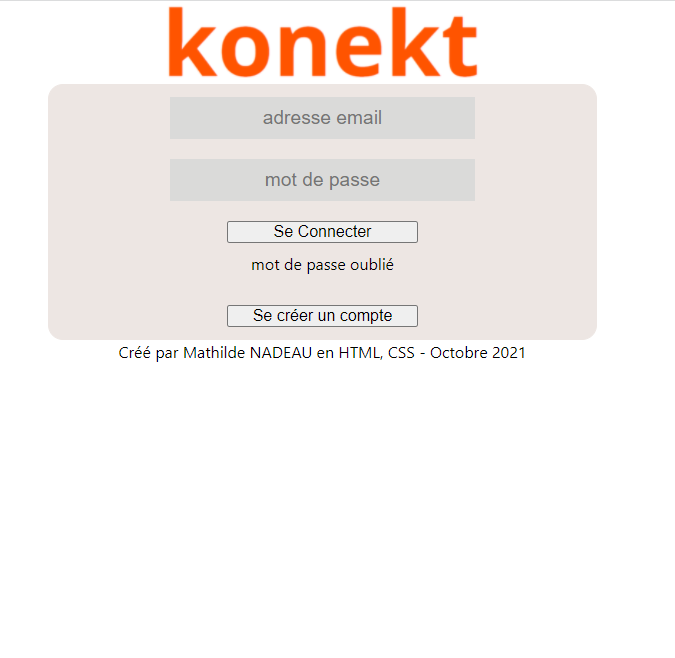 konekt
adresse email
mot de passe
Se Connecter
mot de passe oublié
Se créer un compte
Créé par Mathilde NADEAU en HTML, CSS - Octobre 2021